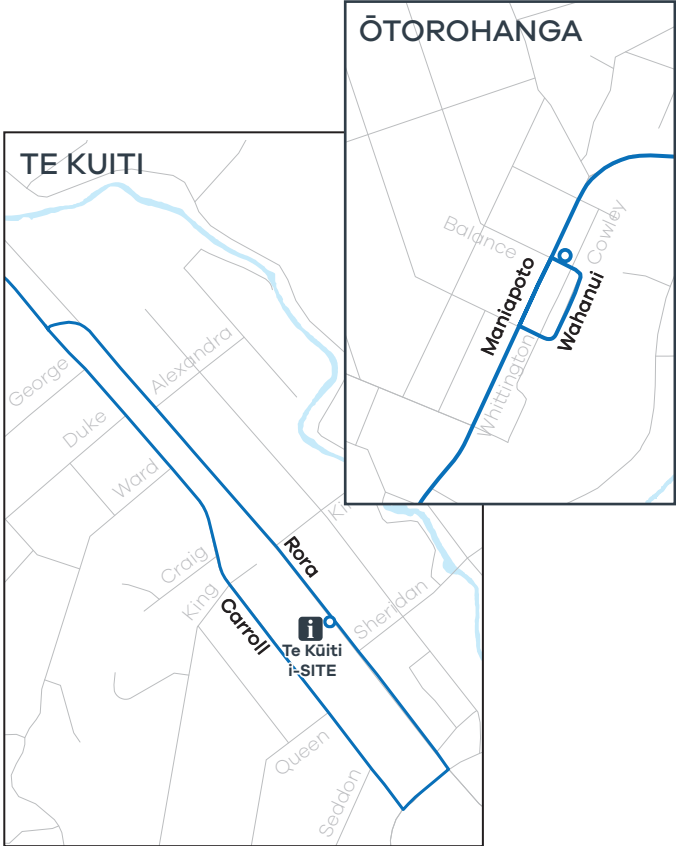 ŌTOROHANGA
Balance
Cowley
Maniapoto
Wahanui
Whittington
TE KUITI
George
Alexandra
Duke
Ward
Rora
Craig
King
Carroll
Sheridan
i
Te Kūiti
i-SITE
Queen
Seddon